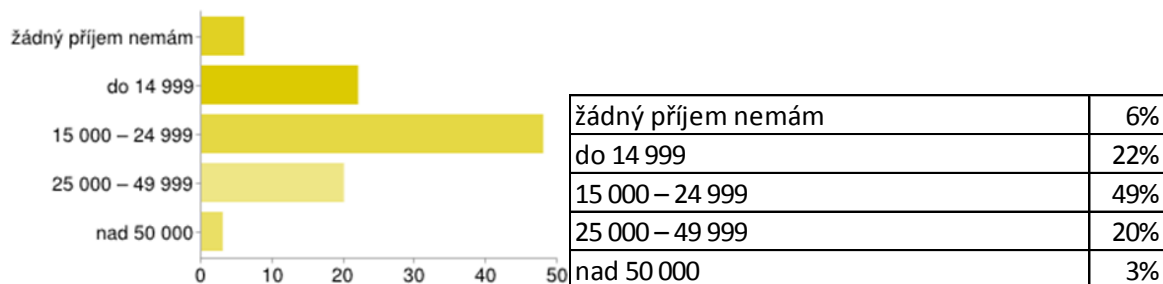 žádný příjem nemám
do 14 999
15 000 – 24 999
25 000 – 49 999
nad 50 000
0 10 20 30 40 50
žádný příjem nemám 6%
do 14 999 22%
15 000 – 24 999 49%
25 000 – 49 999 20%
nad 50 000 3%